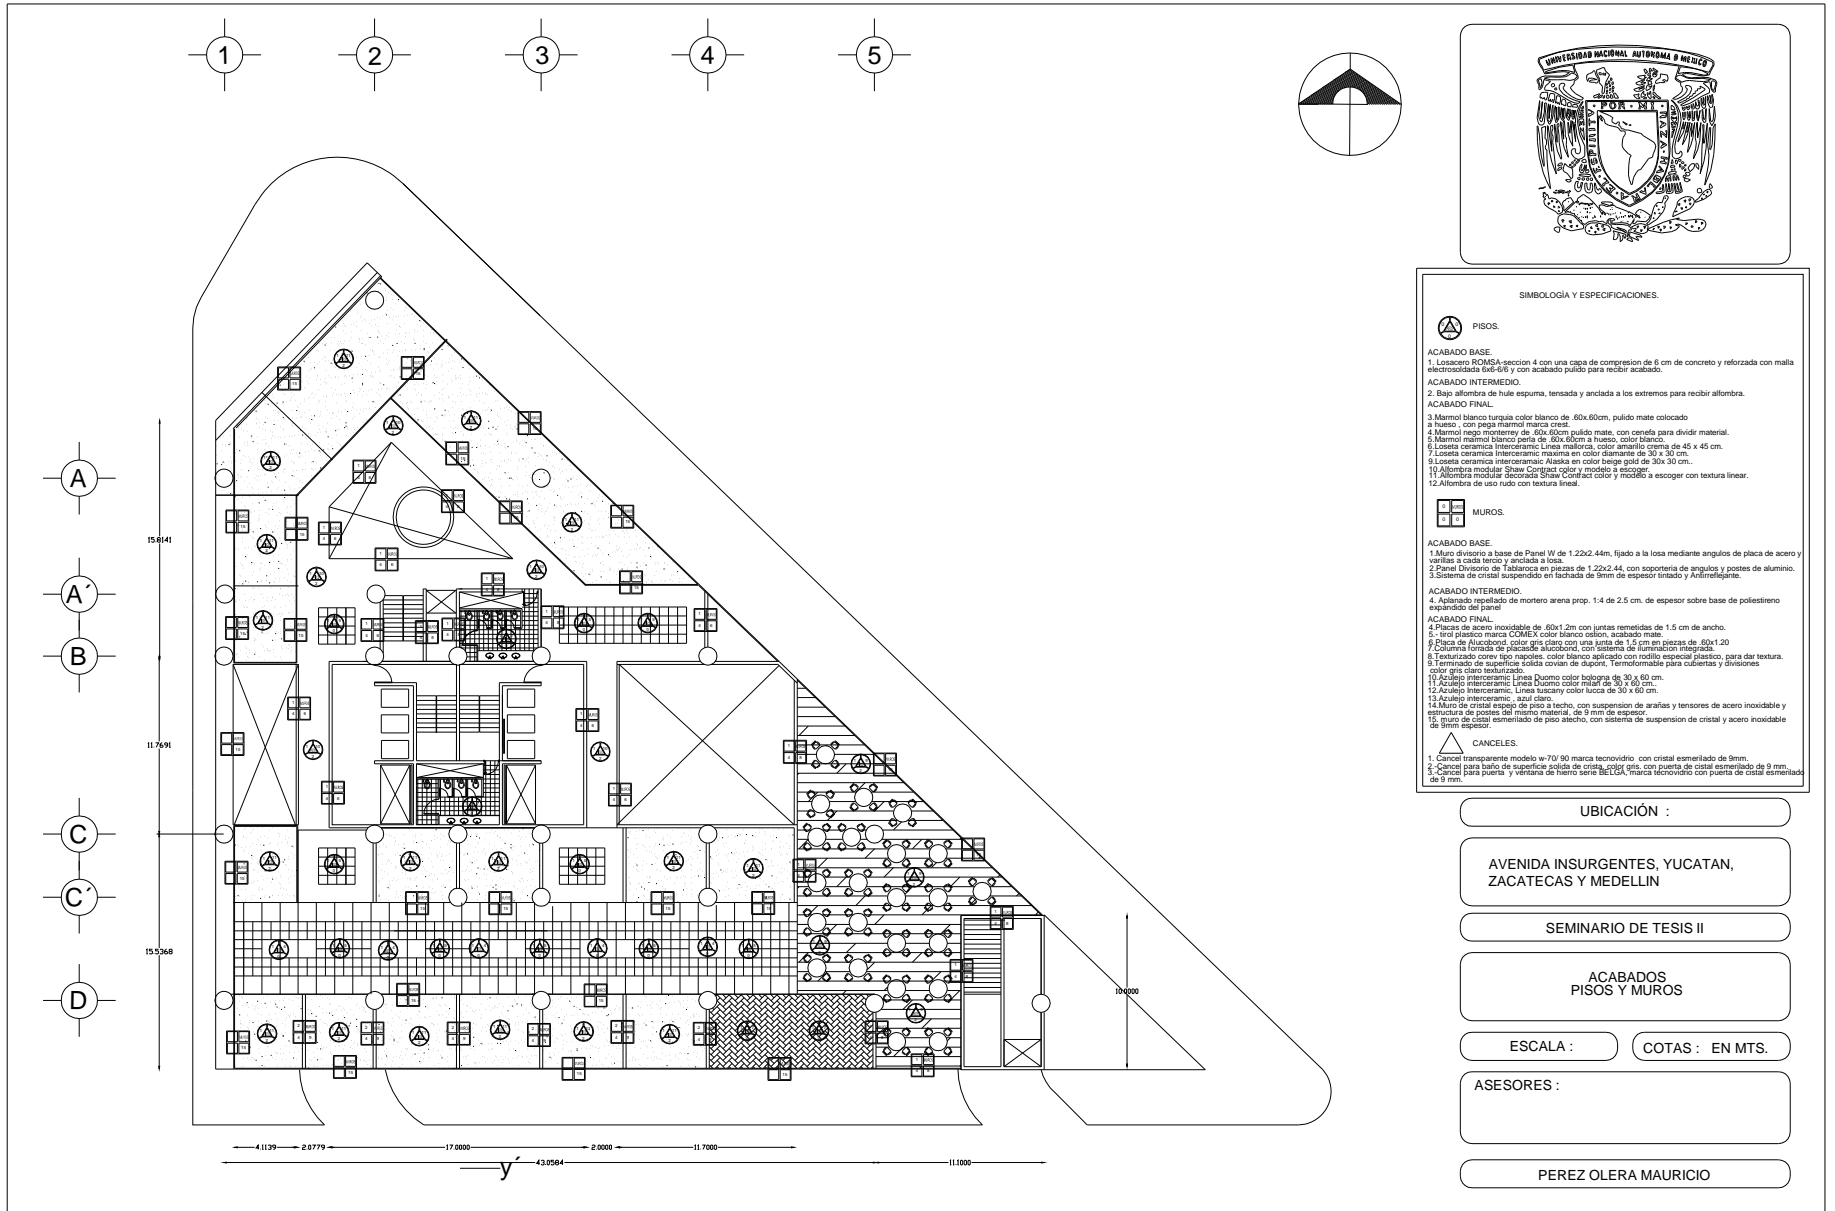 1
2
3
4
5
A
A´
B
C
C´
D
15.8141
11.7691
15.5368
10.0000
4.1139
2.0779
17.0000
2.0000
11.7000
43.0584
11.1000
y´
UNIVERSIDAD NACIONAL AUTONOMA D MEXICO
POR · MI · RAZA · HABLARA · EL · ESPIRITU
SIMBOLOGÌA Y ESPECIFICACIONES.
PISOS.
ACABADO BASE.
1. Losacero ROMSA-seccion 4 con una capa de compresion de 6 cm de concreto y reforzada con malla
electrosoldada 6x6-6/6 y con acabado pulido para recibir acabado.
ACABADO INTERMEDIO.
2. Bajo alfombra de hule espuma, tensada y anclada a los extremos para recibir alfombra.
ACABADO FINAL.
3.Marmol blanco turquia color blanco de .60x.60cm, pulido mate colocado
a hueso , con pega marmol marca crest.
4.Marmol nego monterrey de .60x.60cm pulido mate, con cenefa para dividir material.
5.Marmol marmol blanco perla de .60x.60cm a hueso, color blanco.
6.Loseta ceramica Interceramic Linea mallorca, color amarillo crema de 45 x 45 cm.
7.Loseta ceramica Interceramic maxima en color diamante de 30 x 30 cm.
9.Loseta ceramica interceramaic Alaska en color beige gold de 30x 30 cm..
10.Alfombra modular Shaw Contract color y modelo a escoger.
11.Alfombra modular decorada Shaw Contract color y modelo a escoger con textura linear.
12.Alfombra de uso rudo con textura lineal.
MUROS.
ACABADO BASE.
1.Muro divisorio a base de Panel W de 1.22x2.44m, fijado a la losa mediante angulos de placa de acero y
varillas a cada tercio y anclada a losa.
2.Panel Divisorio de Tablaroca en piezas de 1.22x2.44, con soporteria de angulos y postes de aluminio.
3.Sistema de cristal suspendido en fachada de 9mm de espesor tintado y Antirreflejante.
ACABADO INTERMEDIO.
4. Aplanado repellado de mortero arena prop. 1:4 de 2.5 cm. de espesor sobre base de poliestireno
expandido del panel
ACABADO FINAL.
4.Placas de acero inoxidable de .60x1.2m con juntas remetidas de 1.5 cm de ancho.
5.- tirol plastico marca COMEX color blanco ostion, acabado mate.
6.Placa de Alucobond, color gris claro con una junta de 1.5 cm en piezas de .60x1.20
7.Columna forrada de placasde alucobond, con sistema de iluminacion integrada.
8.Texturizado corev tipo napoles, color blanco aplicado con rodillo especial plastico, para dar textura.
9.Terminado de superficie solida covian de dupont, Termoformable para cubiertas y divisiones
color gris claro texturizado.
10.Azulejo interceramic Linea Duomo color bologna de 30 x 60 cm.
11.Azulejo interceramic Linea Duomo color milan de 30 x 60 cm..
12.Azulejo Interceramic, Linea tuscany color lucca de 30 x 60 cm.
13.Azulejo interceramic , azul claro.
14.Muro de cristal espejo de piso a techo, con suspension de arañas y tensores de acero inoxidable y
estructura de postes del mismo material, de 9 mm de espesor.
15. muro de cistal esmerilado de piso atecho, con sistema de suspension de cristal y acero inoxidable
de 9mm espesor.
CANCELES.
1. Cancel transparente modelo w-70/ 90 marca tecnovidrio con cristal esmerilado de 9mm.
2.-Cancel para baño de superficie solida de crista, color gris. con puerta de cistal esmerilado de 9 mm.
3.-Cancel para puerta y ventana de hierro serie BELGA, marca tecnovidrio con puerta de cistal esmerilado
de 9 mm.
UBICACIÓN :
AVENIDA INSURGENTES, YUCATAN,
ZACATECAS Y MEDELLIN
SEMINARIO DE TESIS II
ACABADOS
PISOS Y MUROS
ESCALA :
COTAS : EN MTS.
ASESORES :
PEREZ OLERA MAURICIO